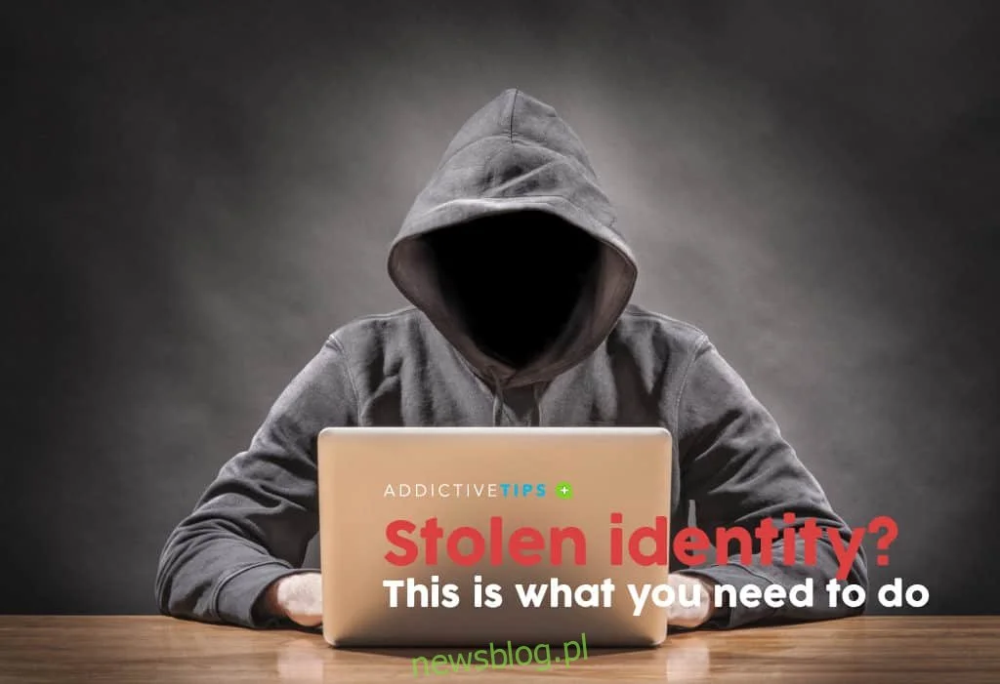 ADDICTIVETIPS +
Stolen identity?
This is what you need to do
newsblog.pl